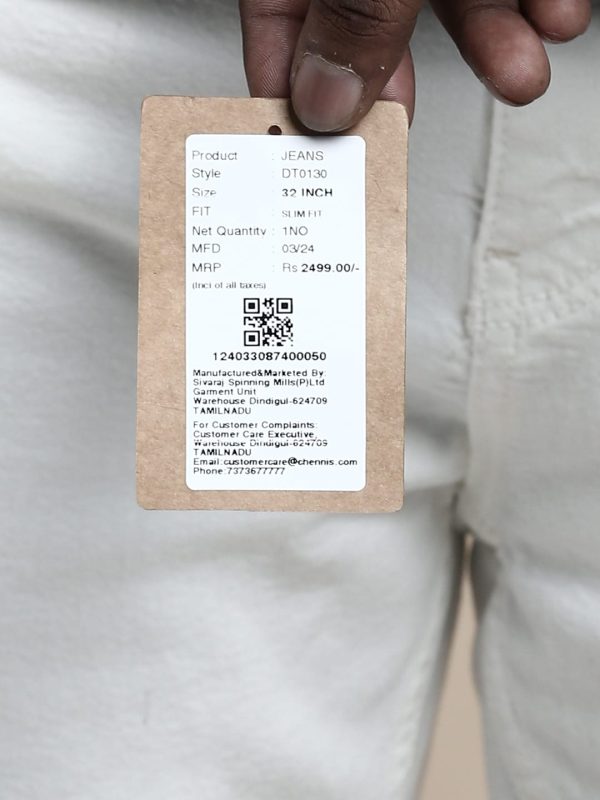 Product : JEANS
Style : DT0130
Size : 32 INCH
FIT : SLIM FIT
Net Quantity : 1NO
MFD : 03/24
MRP : Rs 2499.00/-
(Incl of all taxes)
124033087400050
Manufactured&Marketed By:
Sivaraj Spinning Mills(P)Ltd
Garment Unit
Warehouse Dindigul-624709
TAMILNADU
For Customer Complaints:
Customer Care Executive,
Warehouse Dindigul-624709
TAMILNADU
Email:customercare@chennis.com
Phone:7373677777